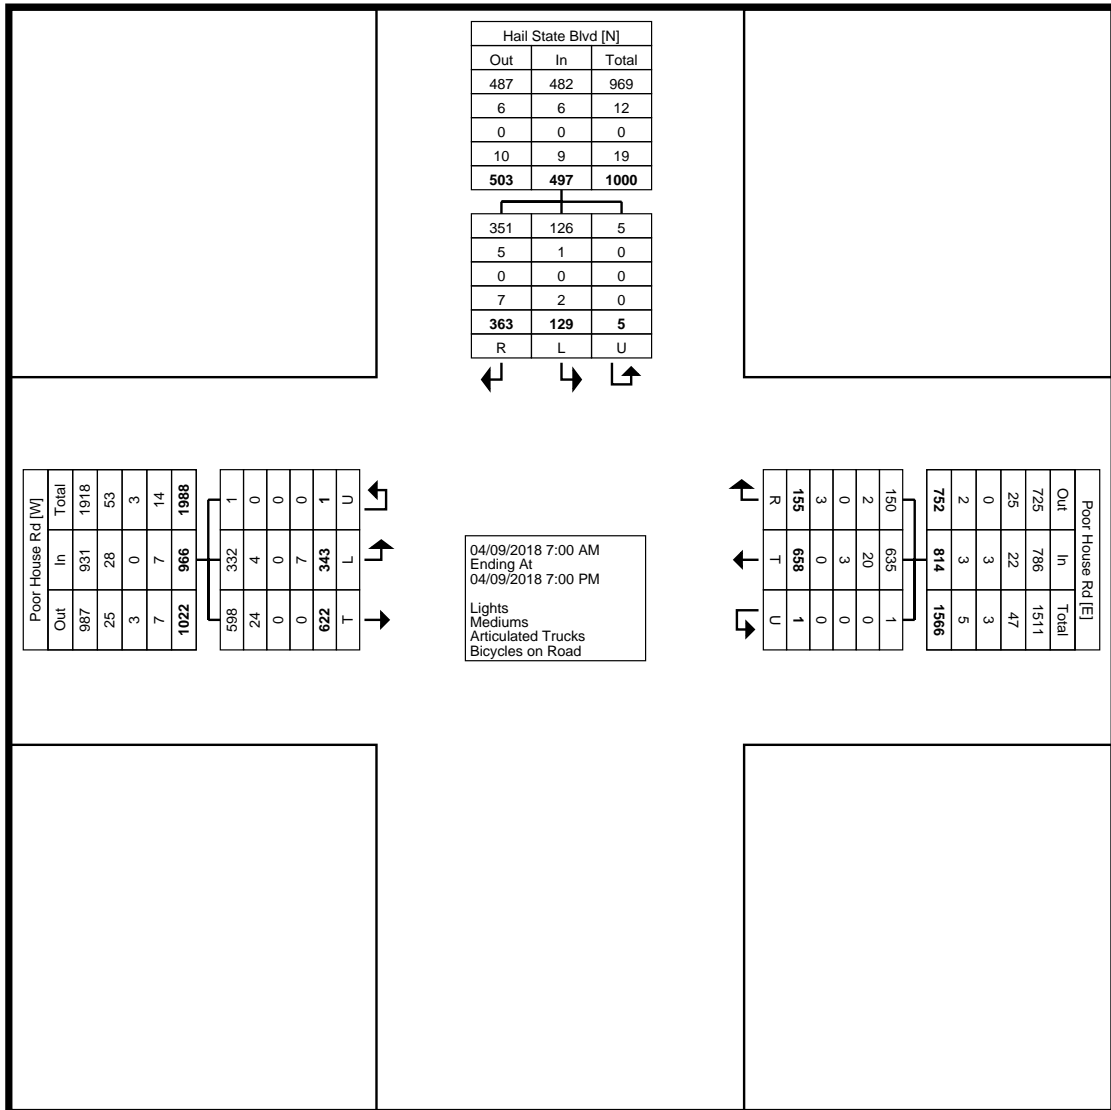 Hail State Blvd [N]
Out In Total
487 482 969
6 6 12
0 0 0
10 9 19
503 497 1000
351 126 5
5 1 0
0 0 0
7 2 0
363 129 5
R L U
Poor House Rd [W]
Total 1918 53 3 14 1988
In 931 28 0 7 966
Out 987 25 3 7 1022
1 0 0 0 1 U
332 4 0 7 343 L
598 24 0 0 622 T
04/09/2018 7:00 AM
Ending At
04/09/2018 7:00 PM
Lights
Mediums
Articulated Trucks
Bicycles on Road
R 155 3 0 2 150
T 658 0 3 20 635
U 1 0 0 0 1
Poor House Rd [E]
Out In Total
725 786 1511
25 22 47
0 3 3
2 3 5
752 814 1566